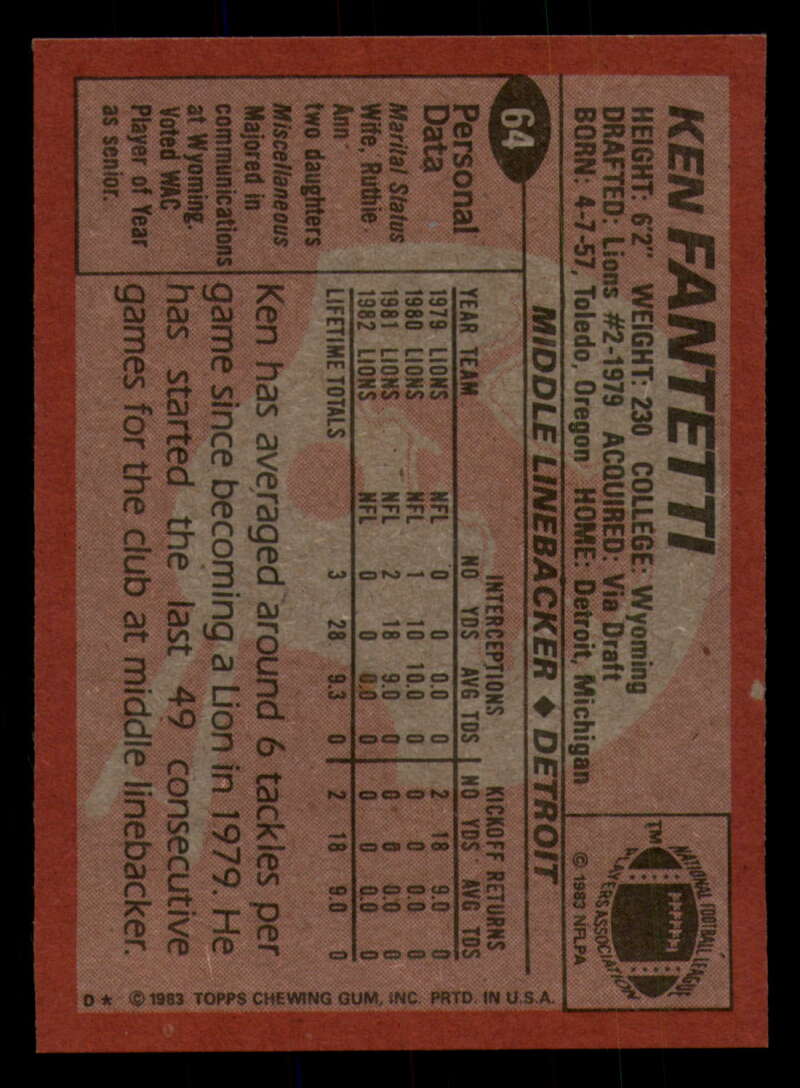 KEN FANTETTI
HEIGHT: 6'2" WEIGHT: 230 COLLEGE: Wyoming
DRAFTED: Lions #2-1979 ACQUIRED: Via Draft
BORN: 4-7-57, Toledo, Oregon HOME: Detroit, Michigan
NATIONAL FOOTBALL LEAGUE
PLAYERS ASSOCIATION
TM
© 1983 NFLPA
64
MIDDLE LINEBACKER ♦ DETROIT
Personal
Data
Marital Status
Wife, Ruthie
Ann
two daughters
Miscellaneous
Majored in
communications
at Wyoming.
Voted WAC
Player of Year
as senior.
INTERCEPTIONS KICKOFF RETURNS
YEAR TEAM NO YDS AVG TDS NO YDS AVG TDS
1979 LIONS NFL 0 0 0.0 0 2 18 9.0 0
1980 LIONS NFL 1 10 10.0 0 0 0 0.0 0
1981 LIONS NFL 2 18 9.0 0 0 0 0.0 0
1982 LIONS NFL 0 0 0.0 0 0 0 0.0 0
LIFETIME TOTALS 3 28 9.3 0 2 18 9.0 0
Ken has averaged around 6 tackles per
game since becoming a Lion in 1979. He
has started the last 49 consecutive
games for the club at middle linebacker.
D * © 1983 TOPPS CHEWING GUM, INC. PRTD. IN U.S.A.